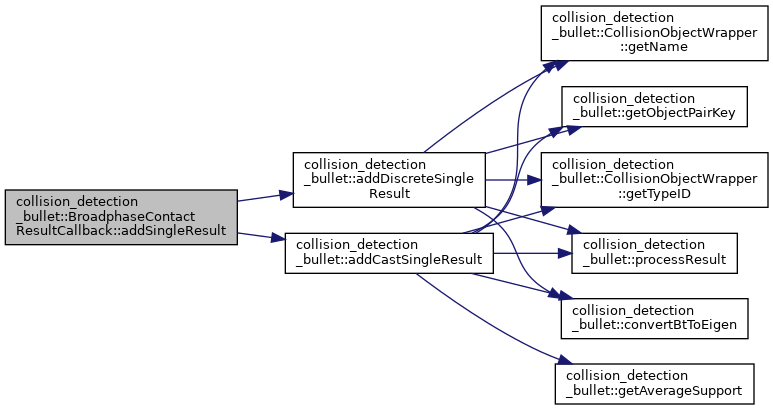 collision_detection
_bullet::BroadphaseContact
ResultCallback::addSingleResult
collision_detection
_bullet::addDiscreteSingle
Result
collision_detection
_bullet::addCastSingleResult
collision_detection
_bullet::CollisionObjectWrapper
::getName
collision_detection
_bullet::getObjectPairKey
collision_detection
_bullet::CollisionObjectWrapper
::getTypeID
collision_detection
_bullet::processResult
collision_detection
_bullet::convertBtToEigen
collision_detection
_bullet::getAverageSupport